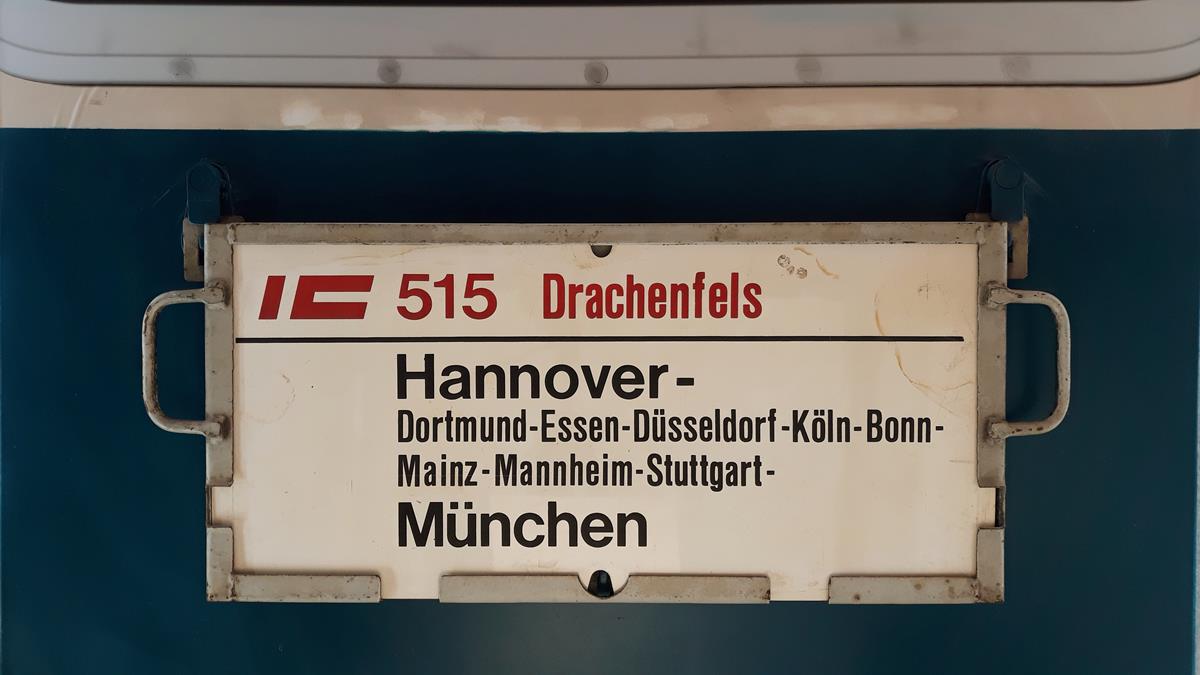 IC 515 Drachenfels
Hannover-
Dortmund-Essen-Düsseldorf-Köln-Bonn-
Mainz-Mannheim-Stuttgart-
München